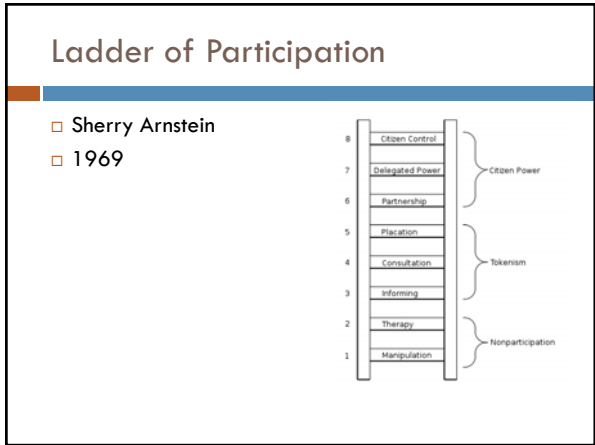 Ladder of Participation
Sherry Arnstein
1969
8 Citizen Control
7 Delegated Power
Citizen Power
6 Partnership
5 Placation
4 Consultation
Tokenism
3 Informing
2 Therapy
Nonparticipation
1 Manipulation